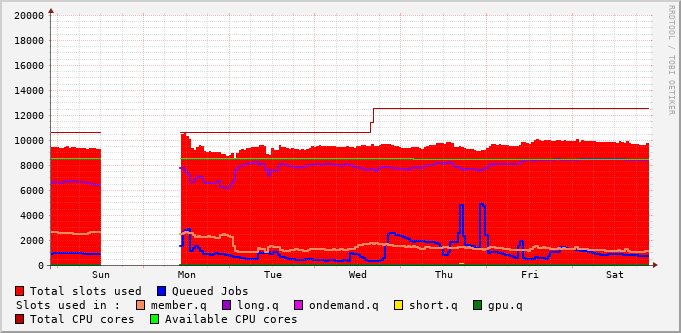 RRDTOOL / TOBI OETIKER
20000
18000
16000
14000
12000
10000
8000
6000
4000
2000
0
Sun Mon Tue Wed Thu Fri Sat
Total slots used Queued Jobs
Slots used in : member.q long.q ondemand.q short.q gpu.q
Total CPU cores Available CPU cores